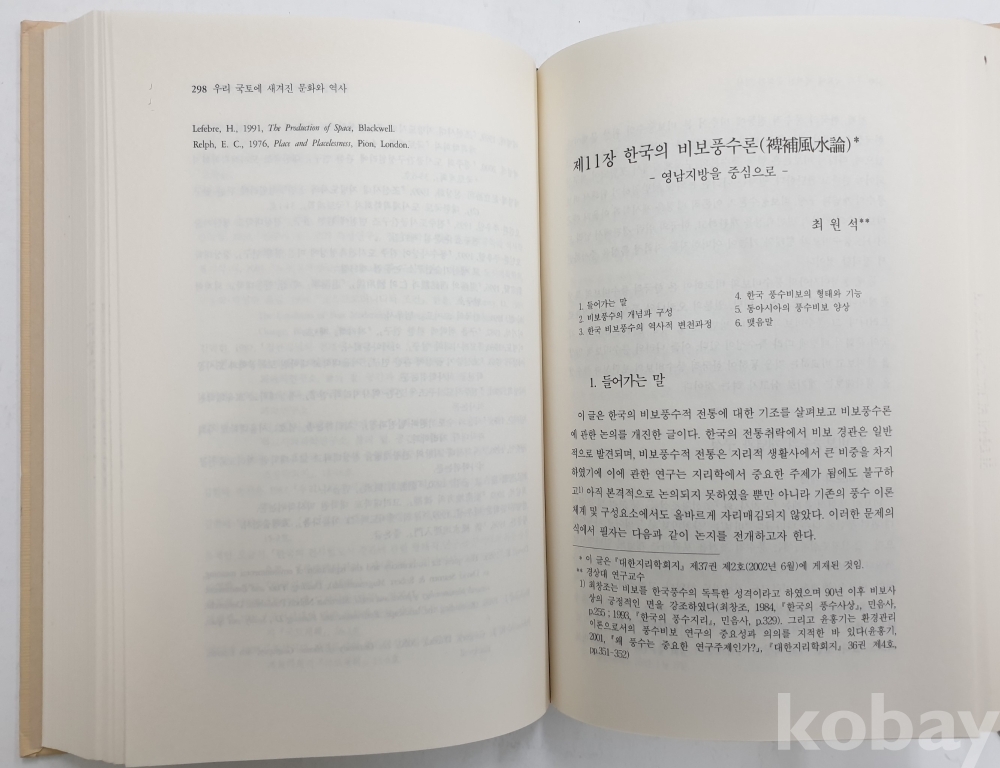 298 우리 국토에 새겨진 문화와 역사
Lefebre, H., 1991, The Production of Space, Blackwell.
Relph, E. C., 1976, Place and Placelessness, Pion, London.
제11장 한국의 비보풍수론(裨補風水論)*
- 영남지방을 중심으로 -
최 원 석**
1. 들어가는 말
2. 비보풍수의 개념과 구성
3. 한국 비보풍수의 역사적 변천과정
4. 한국 풍수비보의 형태와 기능
5. 동아시아의 풍수비보 양상
6. 맺음말
1. 들어가는 말
이 글은 한국의 비보풍수적 전통에 대한 기조를 살펴보고 비보풍수론
에 관한 논의를 개진한 글이다. 한국의 전통취락에서 비보 경관은 일반
적으로 발견되며, 비보풍수적 전통은 지리적 생활사에서 큰 비중을 차지
하였기에 이에 관한 연구는 지리학에서 중요한 주제가 됨에도 불구하
고1) 아직 본격적으로 논의되지 못하였을 뿐만 아니라 기존의 풍수 이론
체계 및 구성요소에서도 올바르게 자리매김되지 않았다. 이러한 문제의
식에서 필자는 다음과 같이 논지를 전개하고자 한다.
* 이 글은 『대한지리학회지』 제37권 제2호(2002년 6월)에 게재된 것임.
** 경상대 연구교수
1) 최창조는 비보를 한국풍수의 독특한 성격이라고 하였으며 90년 이후 비보사
상의 긍정적인 면을 강조하였다(최창조, 1984, 『한국의 풍수사상』, 민음사,
p.255 ; 1993, 『한국의 풍수지리』, 민음사, p.329). 그리고 윤홍기는 환경관리
이론으로서의 풍수비보 연구의 중요성과 의의를 지적한 바 있다(윤홍기,
2001, 「왜 풍수는 중요한 연구주제인가?」, 『대한지리학회지』 36권 제4호,
pp.351-352)
kobay